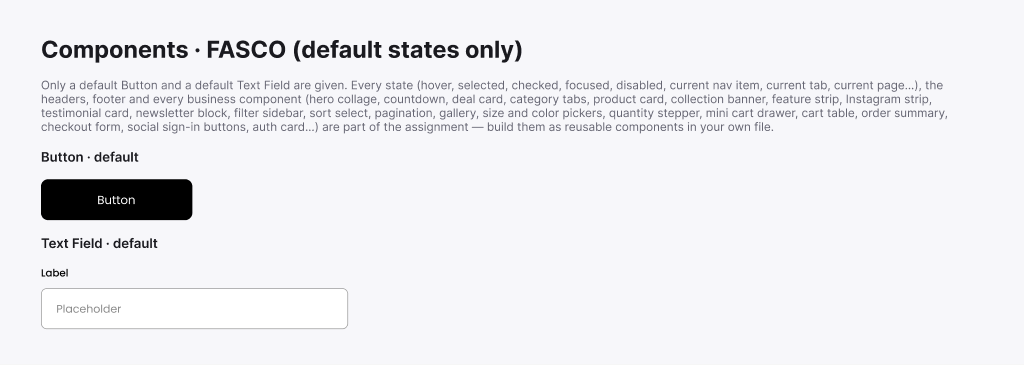 Components · FASCO (default states only)
Only a default Button and a default Text Field are given. Every state (hover, selected, checked, focused, disabled, current nav item, current tab, current page…), the
headers, footer and every business component (hero collage, countdown, deal card, category tabs, product card, collection banner, feature strip, Instagram strip,
testimonial card, newsletter block, filter sidebar, sort select, pagination, gallery, size and color pickers, quantity stepper, mini cart drawer, cart table, order summary,
checkout form, social sign-in buttons, auth card…) are part of the assignment — build them as reusable components in your own file.
Button · default
Button
Text Field · default
Label
Placeholder